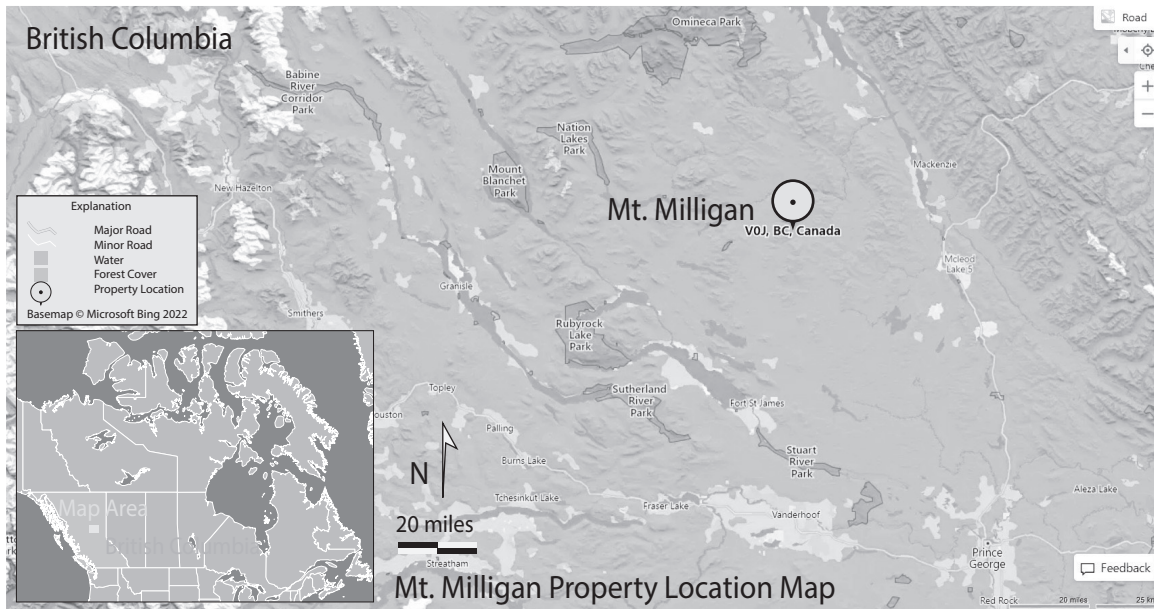 British Columbia
Omineca Park
Road
Babine
River
Corridor
Park
Nation
Lakes
Park
Mount
Blanchet
Park
Mackenzie
New Hazelton
Mt. Milligan
V0J, BC, Canada
Explanation
Major Road
Minor Road
Water
Forest Cover
Property Location
Basemap © Microsoft Bing 2022
Mcleod
Lake 5
Granisle
Smithers
Rubyrock
Lake
Park
Topley
ouston
Sutherland
River
Park
Fort St James
Palling
Stuart
River
Park
Burns Lake
N
Tchesinkut Lake
Fraser Lake
Vanderhoof
Aleza Lake
Map Area
British Columbia
20 miles
Streatham
Prince
George
Feedback
Mt. Milligan Property Location Map
Red Rock
20 miles
25 km